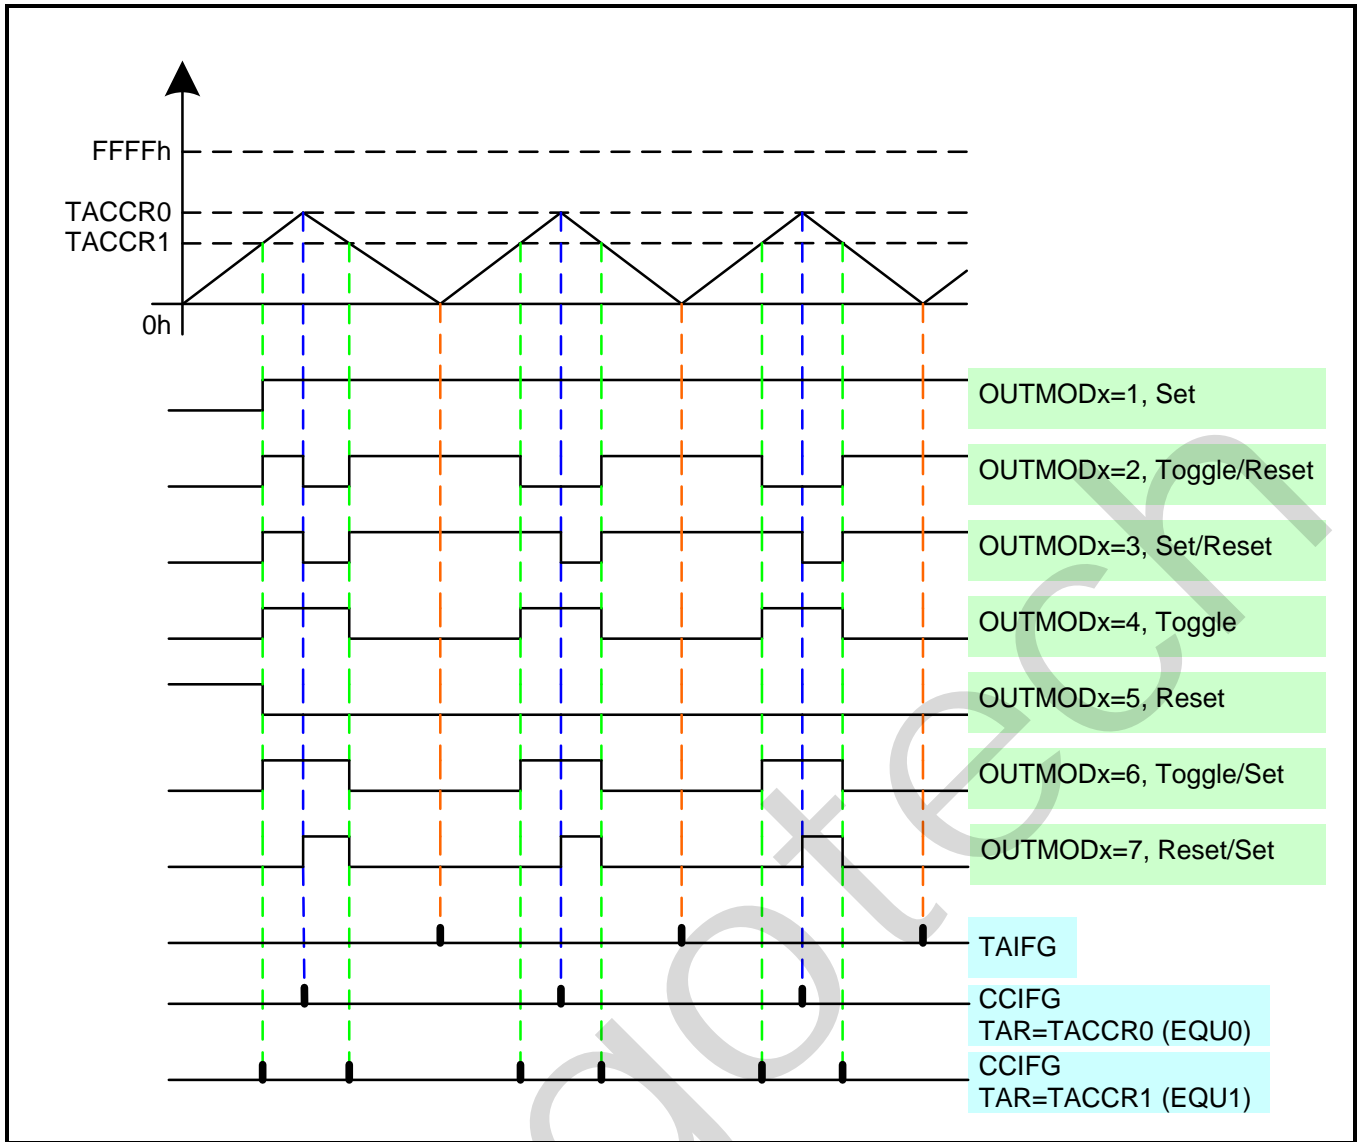 FFFFh
TACCR0
TACCR1
0h
OUTMODx=1, Set
OUTMODx=2, Toggle/Reset
OUTMODx=3, Set/Reset
OUTMODx=4, Toggle
OUTMODx=5, Reset
OUTMODx=6, Toggle/Set
OUTMODx=7, Reset/Set
TAIFG
CCIFG
TAR=TACCR0 (EQU0)
CCIFG
TAR=TACCR1 (EQU1)
gotech